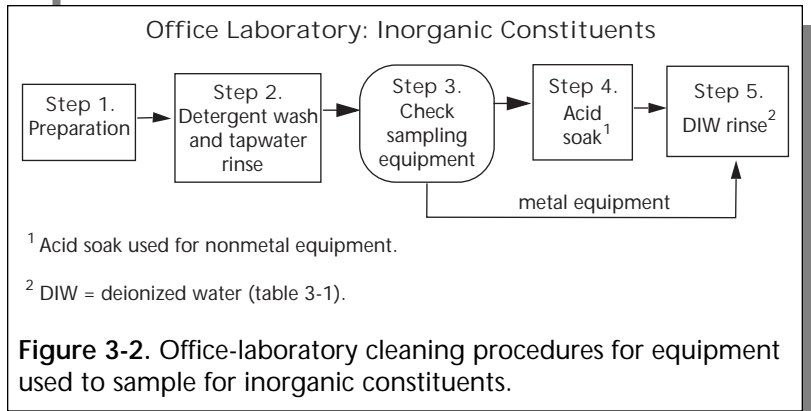 Office Laboratory: Inorganic Constituents
Step 1.
Preparation
Step 2.
Detergent wash
and tapwater
rinse
Step 3.
Check
sampling
equipment
Step 4.
Acid
soak¹
Step 5.
DIW rinse²
metal equipment
¹ Acid soak used for nonmetal equipment.
² DIW = deionized water (table 3-1).
Figure 3-2. Office-laboratory cleaning procedures for equipment
used to sample for inorganic constituents.